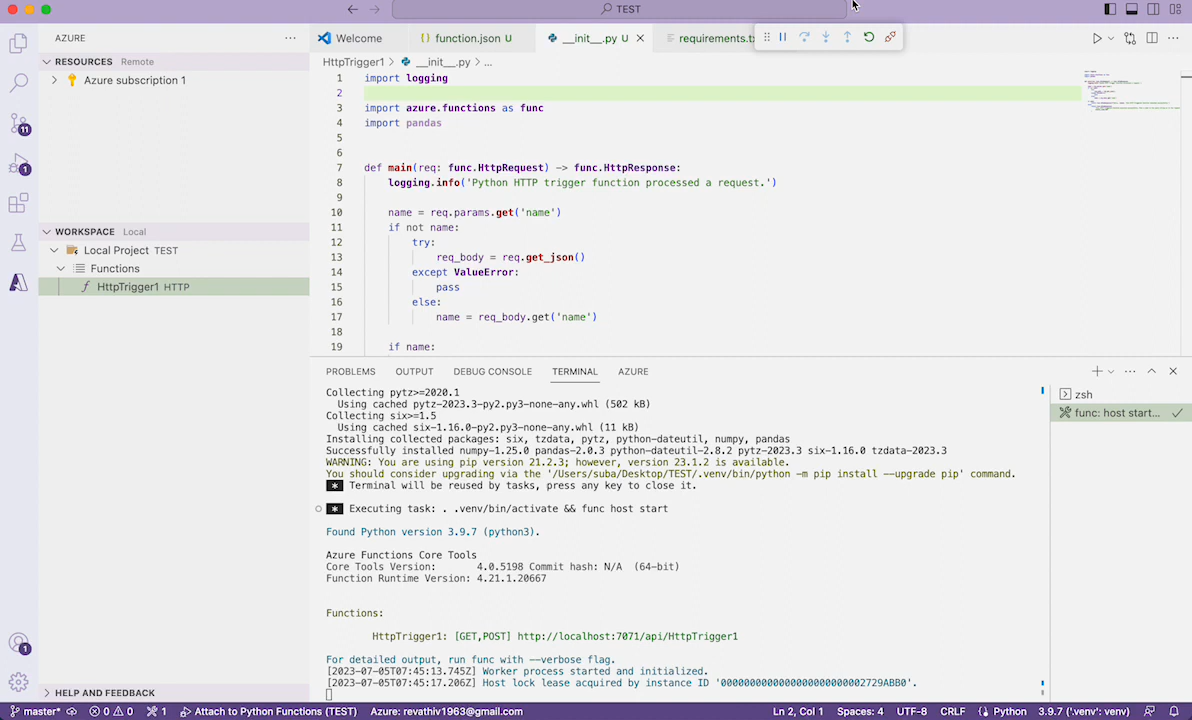 TEST
AZURE
RESOURCES Remote
Azure subscription 1
11
1
WORKSPACE Local
Local Project TEST
Functions
HttpTrigger1 HTTP
1
HELP AND FEEDBACK
Welcome
{} function.json U
__init__.py U
requirements.tx
HttpTrigger1 > __init__.py > ...
1 import logging
2
3 import azure.functions as func
4 import pandas
5
6
7 def main(req: func.HttpRequest) -> func.HttpResponse:
8 logging.info('Python HTTP trigger function processed a request.')
9
10 name = req.params.get('name')
11 if not name:
12 try:
13 req_body = req.get_json()
14 except ValueError:
15 pass
16 else:
17 name = req_body.get('name')
18
19 if name:
PROBLEMS OUTPUT DEBUG CONSOLE TERMINAL AZURE
Collecting pytz>=2020.1
Using cached pytz-2023.3-py2.py3-none-any.whl (502 kB)
Collecting six>=1.5
Using cached six-1.16.0-py2.py3-none-any.whl (11 kB)
Installing collected packages: six, tzdata, pytz, python-dateutil, numpy, pandas
Successfully installed numpy-1.25.0 pandas-2.0.3 python-dateutil-2.8.2 pytz-2023.3 six-1.16.0 tzdata-2023.3
WARNING: You are using pip version 21.2.3; however, version 23.1.2 is available.
You should consider upgrading via the '/Users/suba/Desktop/TEST/.venv/bin/python -m pip install --upgrade pip' command.
* Terminal will be reused by tasks, press any key to close it.
* Executing task: . .venv/bin/activate && func host start
Found Python version 3.9.7 (python3).
Azure Functions Core Tools
Core Tools Version: 4.0.5198 Commit hash: N/A (64-bit)
Function Runtime Version: 4.21.1.20667
Functions:
HttpTrigger1: [GET,POST] http://localhost:7071/api/HttpTrigger1
For detailed output, run func with --verbose flag.
[2023-07-05T07:45:13.745Z] Worker process started and initialized.
[2023-07-05T07:45:17.206Z] Host lock lease acquired by instance ID '0000000000000000000000002729ABB0'.
zsh
func: host start...
master* 0 0 1 Attach to Python Functions (TEST) Azure: revathiv1963@gmail.com Ln 2, Col 1 Spaces: 4 UTF-8 CRLF Python 3.9.7 ('.venv': venv)